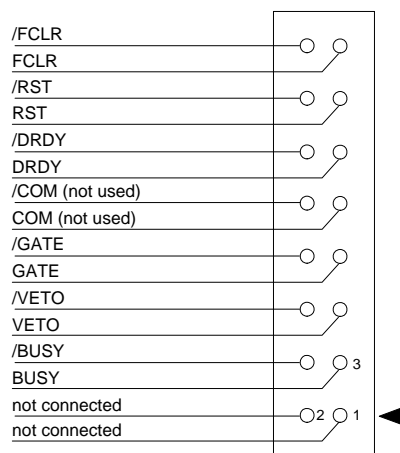 /FCLR
FCLR
/RST
RST
/DRDY
DRDY
/COM (not used)
COM (not used)
/GATE
GATE
/VETO
VETO
/BUSY
3
BUSY
not connected
2 1
not connected